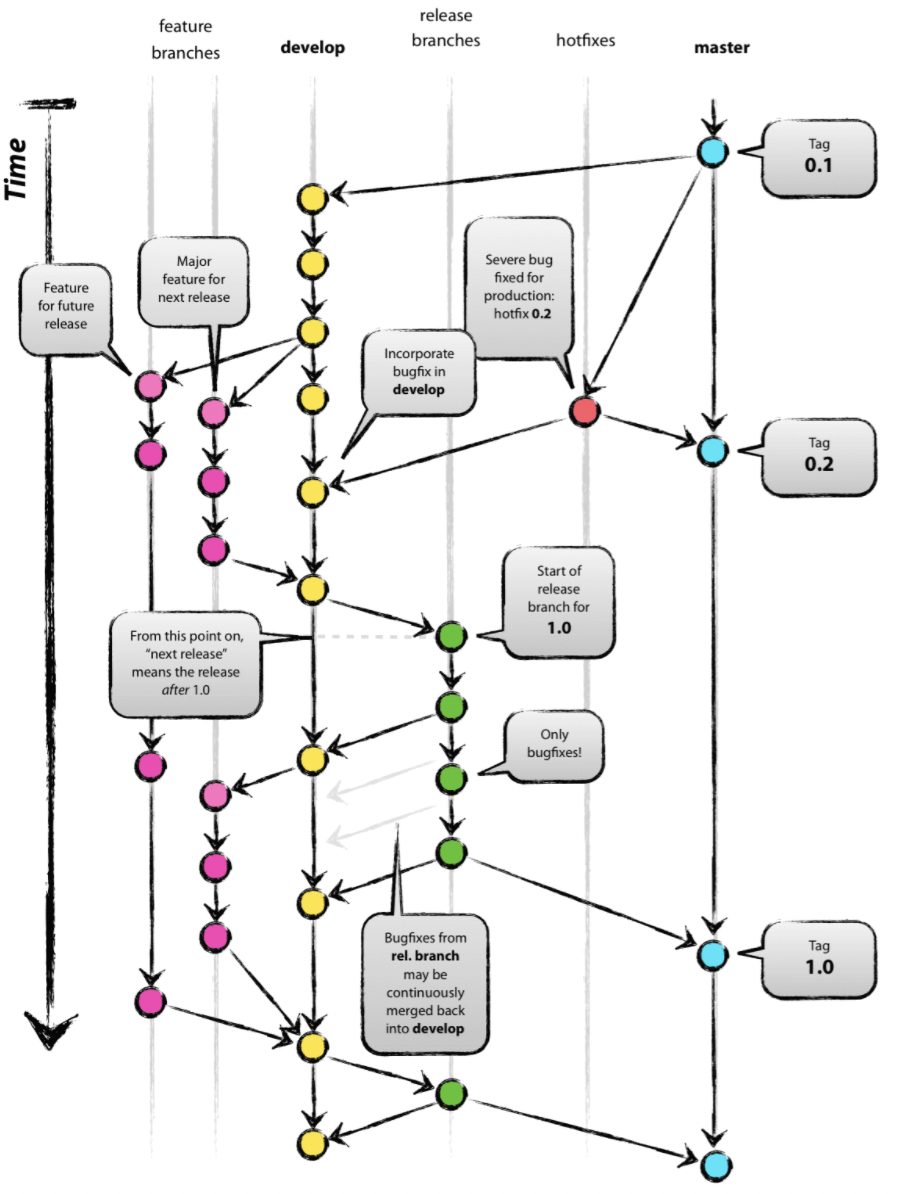 feature
branches
develop
release
branches
hotfixes
master
Time
Tag
0.1
Severe bug
fixed for
production:
hotfix 0.2
Major
feature for
next release
Feature
for future
release
Incorporate
bugfix in
develop
Tag
0.2
Start of
release
branch for
1.0
From this point on,
“next release”
means the release
after 1.0
Only
bugfixes!
Bugfixes from
rel. branch
may be
continuously
merged back
into develop
Tag
1.0